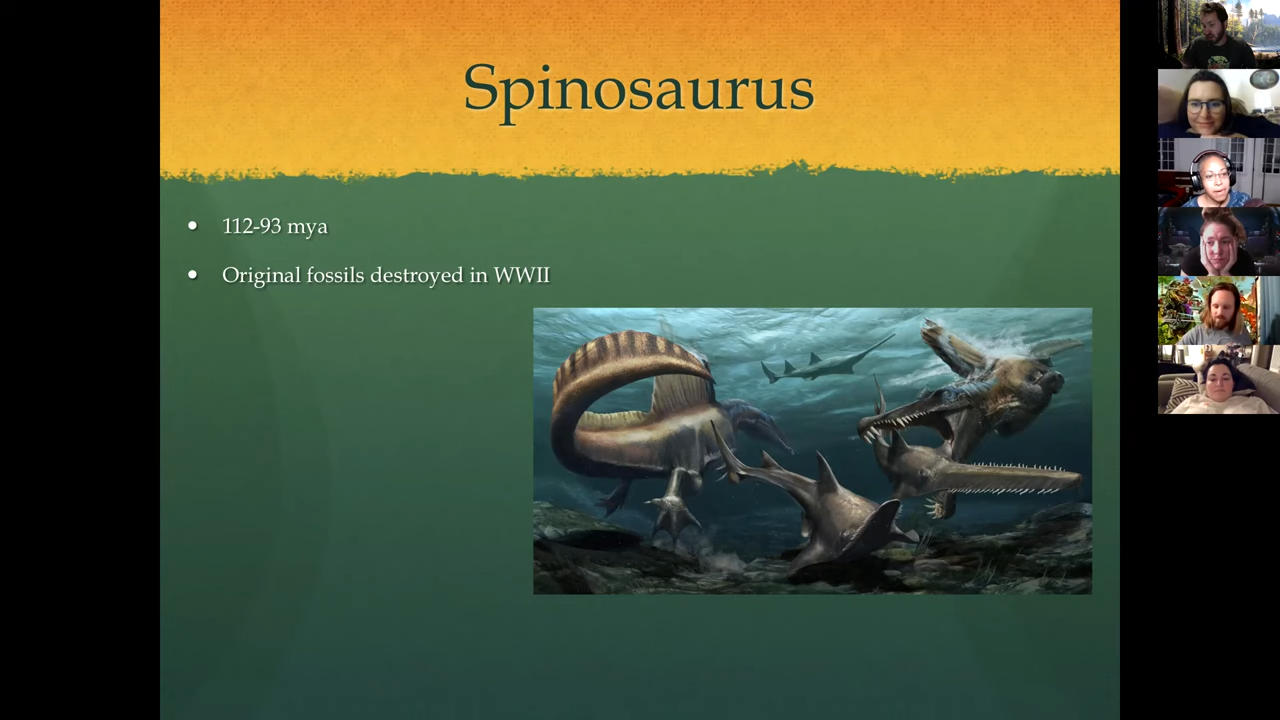 Spinosaurus
• 112-93 mya
• Original fossils destroyed in WWII